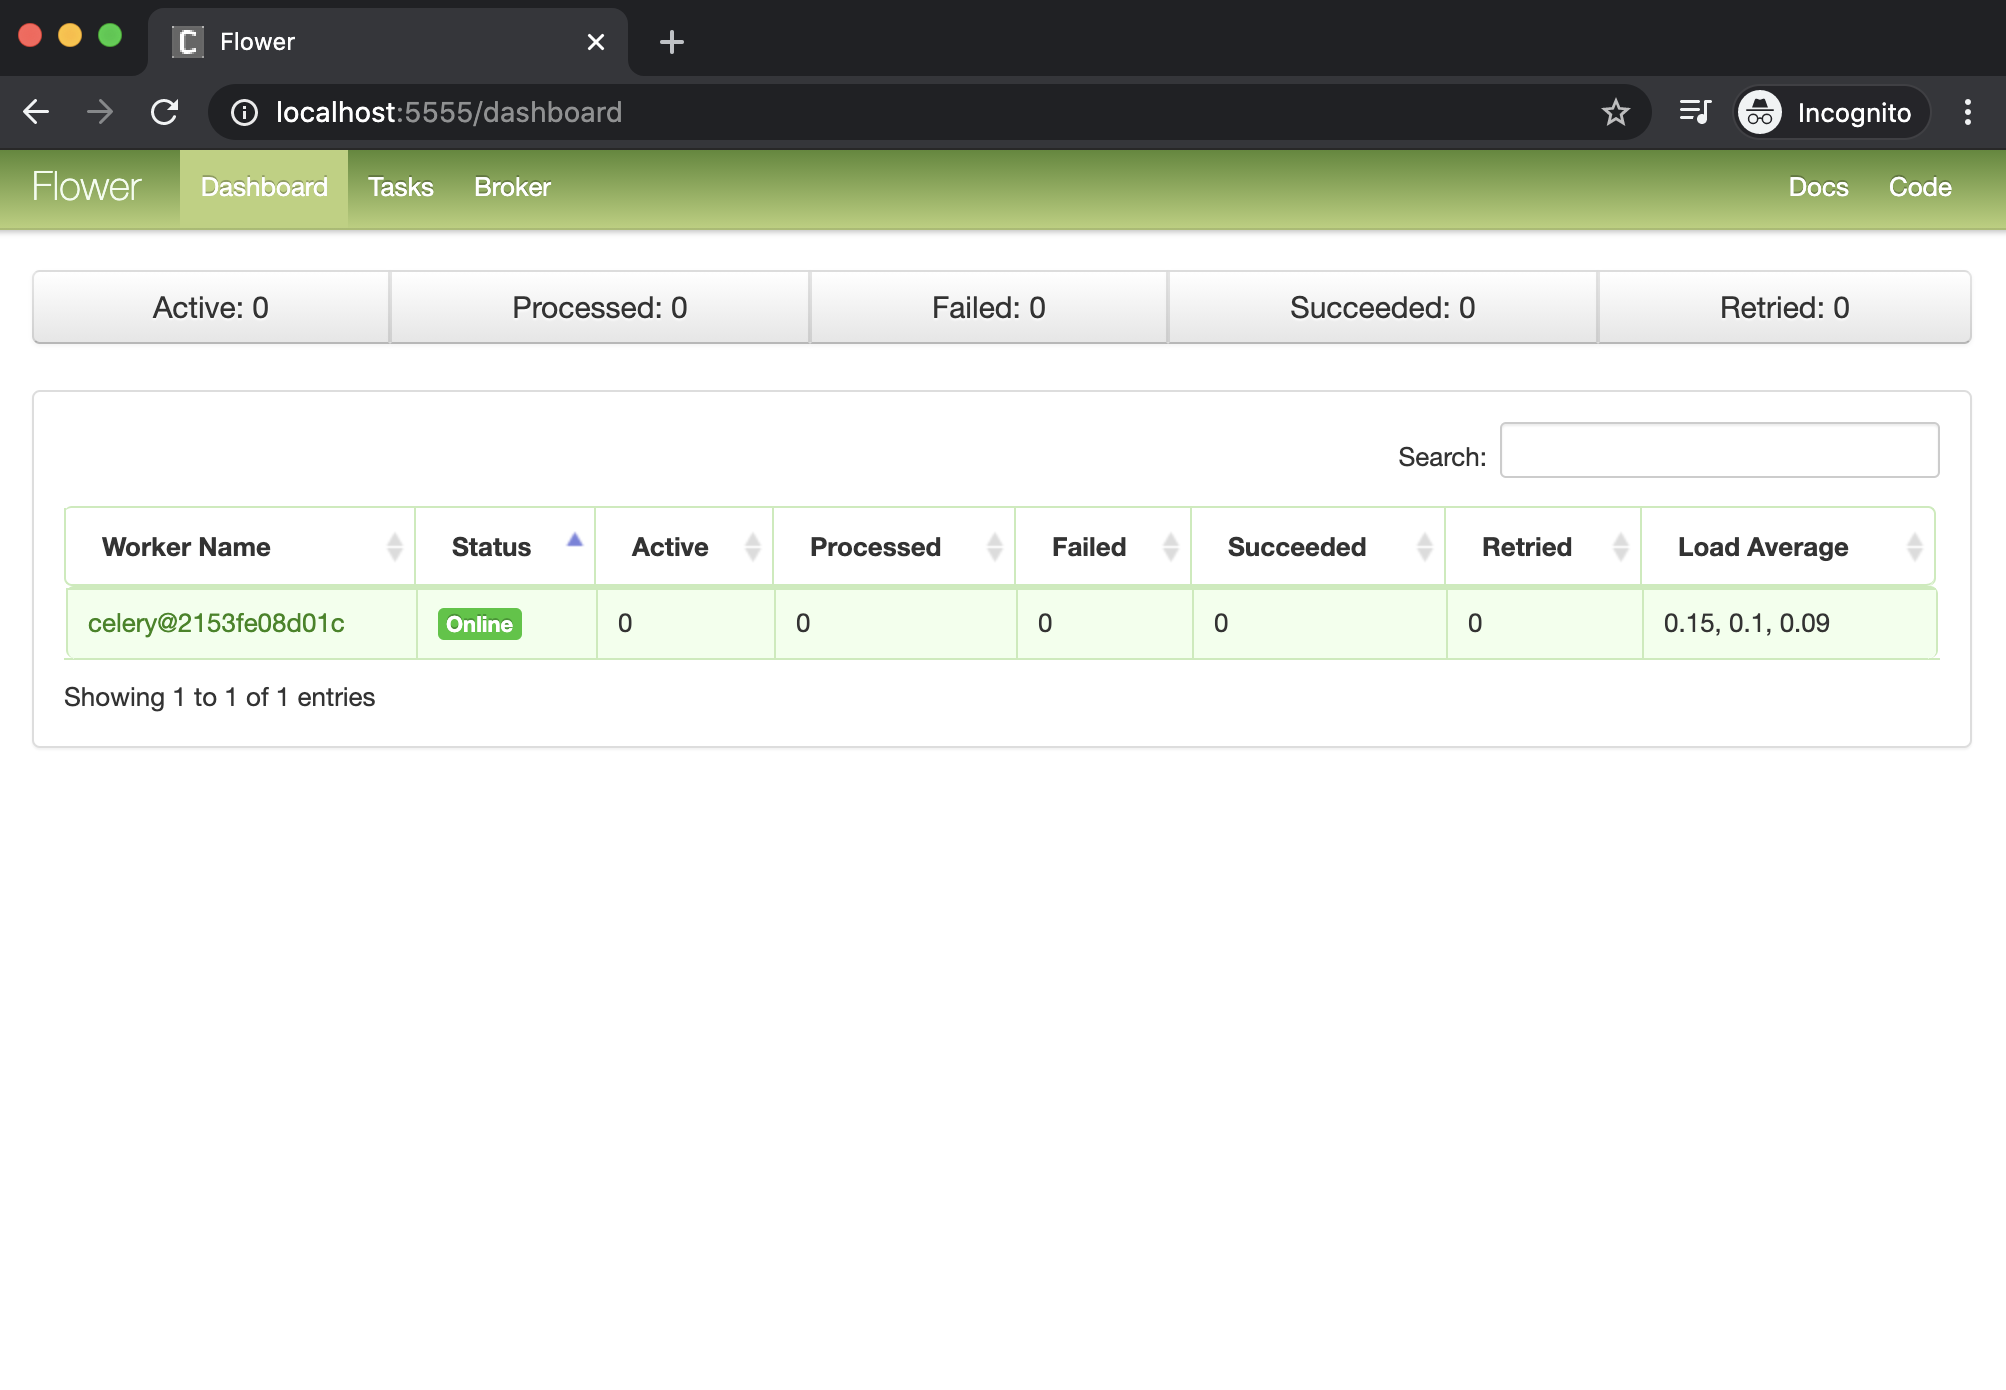 Flower
localhost:5555/dashboard
Incognito
Flower Dashboard Tasks Broker Docs Code
Active: 0 Processed: 0 Failed: 0 Succeeded: 0 Retried: 0
Search:
Worker Name Status Active Processed Failed Succeeded Retried Load Average
celery@2153fe08d01c Online 0 0 0 0 0 0.15, 0.1, 0.09
Showing 1 to 1 of 1 entries